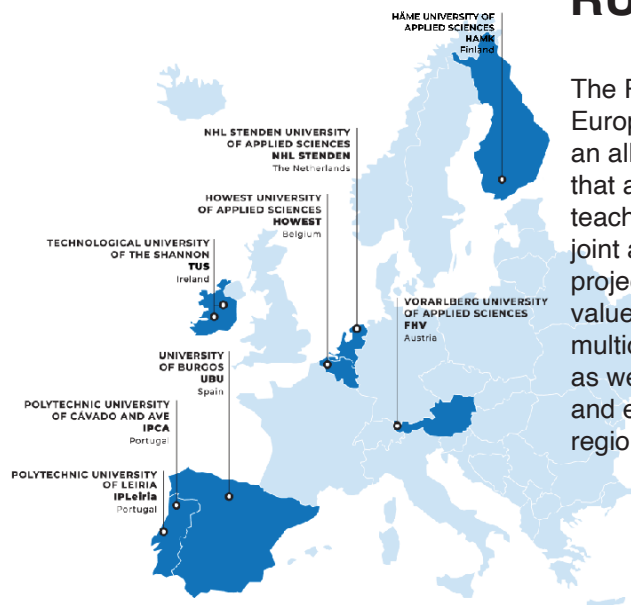 HÄME UNIVERSITY OF
APPLIED SCIENCES
HAMK
Finland
NHL STENDEN UNIVERSITY
OF APPLIED SCIENCES
NHL STENDEN
The Netherlands
HOWEST UNIVERSITY
OF APPLIED SCIENCES
HOWEST
Belgium
TECHNOLOGICAL UNIVERSITY
OF THE SHANNON
TUS
Ireland
VORARLBERG UNIVERSITY
OF APPLIED SCIENCES
FHV
Austria
UNIVERSITY
OF BURGOS
UBU
Spain
POLYTECHNIC UNIVERSITY
OF CÁVADO AND AVE
IPCA
Portugal
POLYTECHNIC UNIVERSITY
OF LEIRIA
IPLeiria
Portugal
The
Europ
an all
that a
teach
joint a
projec
value
multic
as we
and e
regio